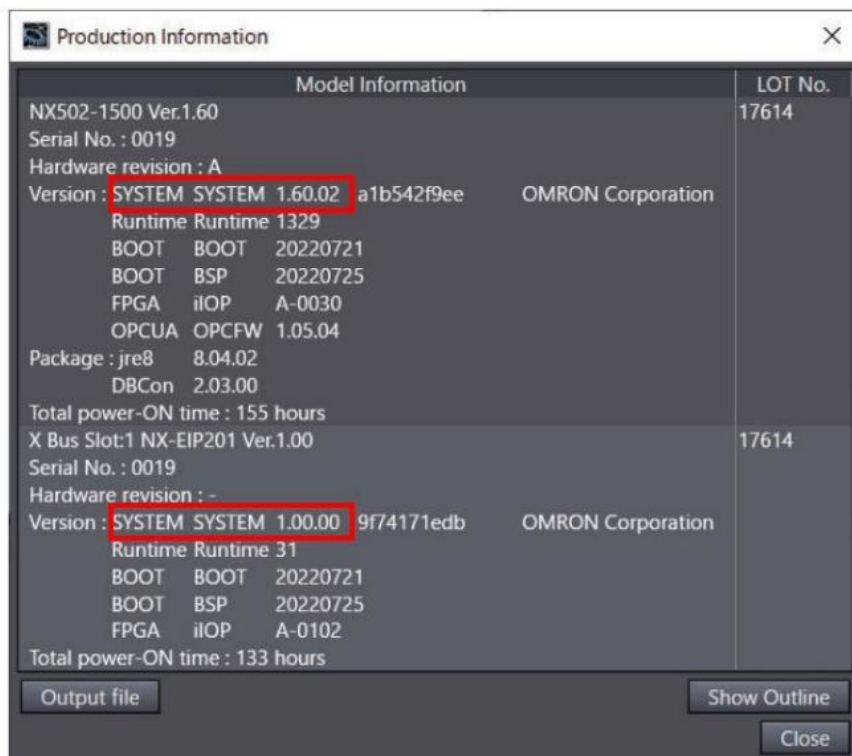 Production Information
Model Information LOT No.
NX502-1500 Ver.1.60 17614
Serial No. : 0019
Hardware revision : A
Version : SYSTEM SYSTEM 1.60.02 a1b542f9ee OMRON Corporation
Runtime Runtime 1329
BOOT BOOT 20220721
BOOT BSP 20220725
FPGA ilOP A-0030
OPCUA OPCFW 1.05.04
Package : jre8 8.04.02
DBCon 2.03.00
Total power-ON time : 155 hours
X Bus Slot:1 NX-EIP201 Ver.1.00 17614
Serial No. : 0019
Hardware revision : -
Version : SYSTEM SYSTEM 1.00.00 9f74171edb OMRON Corporation
Runtime Runtime 31
BOOT BOOT 20220721
BOOT BSP 20220725
FPGA ilOP A-0102
Total power-ON time : 133 hours
Output file Show Outline
Close